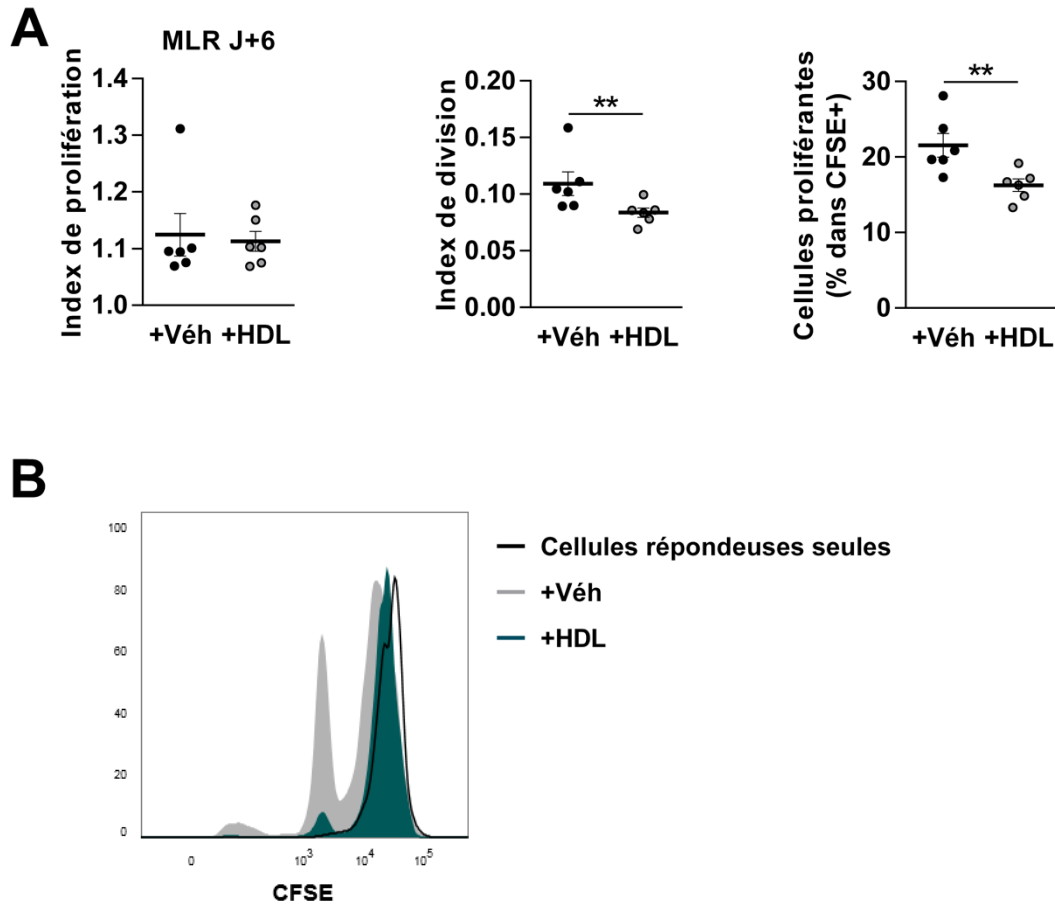 A
MLR J+6
Index de prolifération
1.4
1.3
1.2
1.1
1.0
+Véh +HDL
Index de division
0.20
0.15
0.10
0.05
0.00
**
+Véh +HDL
Cellules proliférantes
(% dans CFSE+)
30
20
10
0
**
+Véh +HDL
B
100
80
60
40
20
0
0 10³ 10⁴ 10⁵
CFSE
Cellules répondeuses seules
+Véh
+HDL